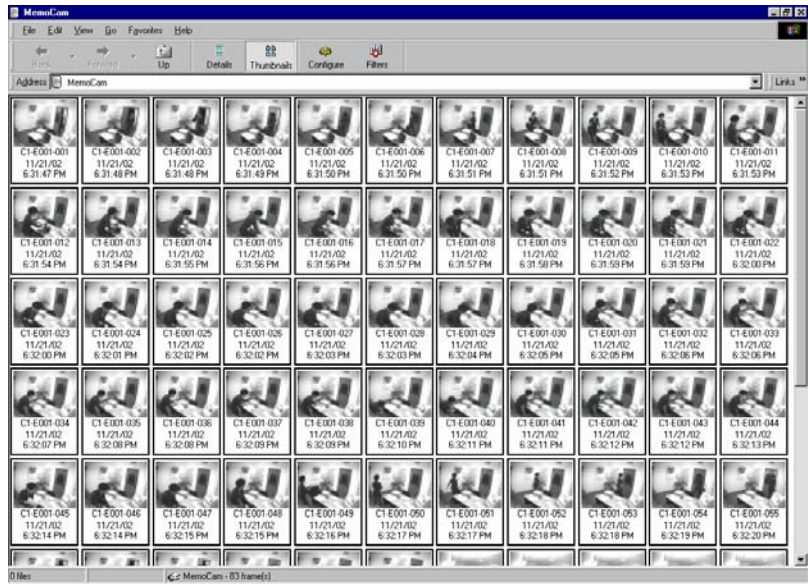 MemoCam
File Edit View Go Favorites Help
Back Forward Up Details Thumbnails Configure Filters
Address MemoCam Links »
C1-E001-001 C1-E001-002 C1-E001-003 C1-E001-004 C1-E001-005 C1-E001-006 C1-E001-007 C1-E001-008 C1-E001-009 C1-E001-010 C1-E001-011
11/21/02 11/21/02 11/21/02 11/21/02 11/21/02 11/21/02 11/21/02 11/21/02 11/21/02 11/21/02 11/21/02
6:31:47 PM 6:31:48 PM 6:31:48 PM 6:31:49 PM 6:31:50 PM 6:31:50 PM 6:31:51 PM 6:31:51 PM 6:31:52 PM 6:31:53 PM 6:31:53 PM
C1-E001-012 C1-E001-013 C1-E001-014 C1-E001-015 C1-E001-016 C1-E001-017 C1-E001-018 C1-E001-019 C1-E001-020 C1-E001-021 C1-E001-022
11/21/02 11/21/02 11/21/02 11/21/02 11/21/02 11/21/02 11/21/02 11/21/02 11/21/02 11/21/02 11/21/02
6:31:54 PM 6:31:54 PM 6:31:55 PM 6:31:56 PM 6:31:56 PM 6:31:57 PM 6:31:57 PM 6:31:58 PM 6:31:59 PM 6:31:59 PM 6:32:00 PM
C1-E001-023 C1-E001-024 C1-E001-025 C1-E001-026 C1-E001-027 C1-E001-028 C1-E001-029 C1-E001-030 C1-E001-031 C1-E001-032 C1-E001-033
11/21/02 11/21/02 11/21/02 11/21/02 11/21/02 11/21/02 11/21/02 11/21/02 11/21/02 11/21/02 11/21/02
6:32:00 PM 6:32:01 PM 6:32:02 PM 6:32:02 PM 6:32:03 PM 6:32:03 PM 6:32:04 PM 6:32:05 PM 6:32:05 PM 6:32:06 PM 6:32:06 PM
C1-E001-034 C1-E001-035 C1-E001-036 C1-E001-037 C1-E001-038 C1-E001-039 C1-E001-040 C1-E001-041 C1-E001-042 C1-E001-043 C1-E001-044
11/21/02 11/21/02 11/21/02 11/21/02 11/21/02 11/21/02 11/21/02 11/21/02 11/21/02 11/21/02 11/21/02
6:32:07 PM 6:32:08 PM 6:32:08 PM 6:32:09 PM 6:32:09 PM 6:32:10 PM 6:32:11 PM 6:32:11 PM 6:32:12 PM 6:32:12 PM 6:32:13 PM
C1-E001-045 C1-E001-046 C1-E001-047 C1-E001-048 C1-E001-049 C1-E001-050 C1-E001-051 C1-E001-052 C1-E001-053 C1-E001-054 C1-E001-055
11/21/02 11/21/02 11/21/02 11/21/02 11/21/02 11/21/02 11/21/02 11/21/02 11/21/02 11/21/02 11/21/02
6:32:14 PM 6:32:14 PM 6:32:15 PM 6:32:15 PM 6:32:16 PM 6:32:17 PM 6:32:17 PM 6:32:18 PM 6:32:18 PM 6:32:19 PM 6:32:20 PM
0 files MemoCam - 83 frame(s)